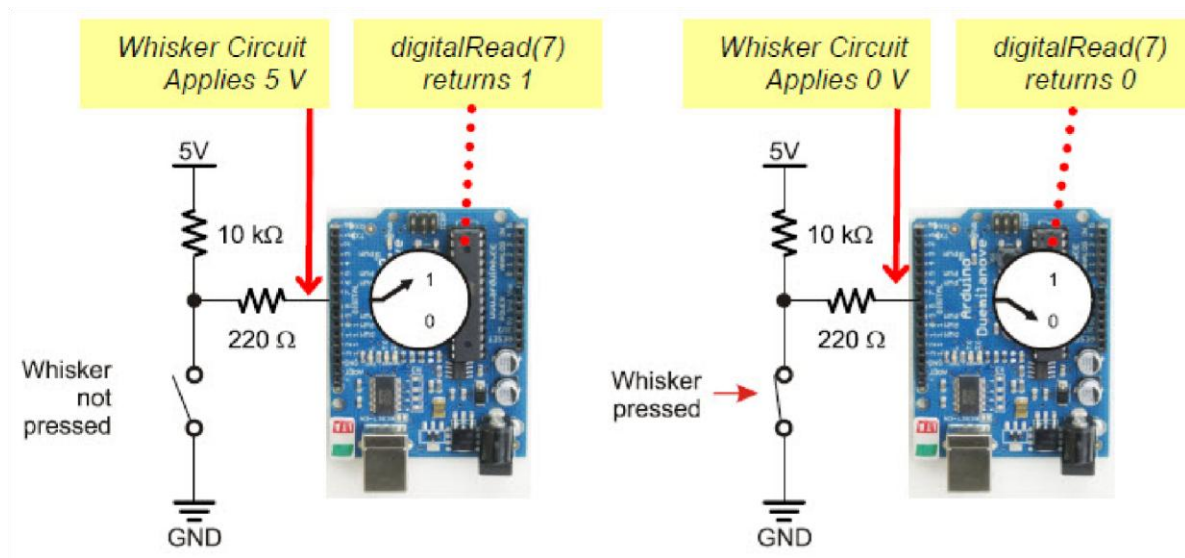 Whisker Circuit
Applies 5 V
digitalRead(7)
returns 1
Whisker Circuit
Applies 0 V
digitalRead(7)
returns 0
5V
10 kΩ
220 Ω
1
0
Whisker
not
pressed
GND
5V
10 kΩ
220 Ω
Arduino
Duemilanove
1
0
Whisker
pressed
GND